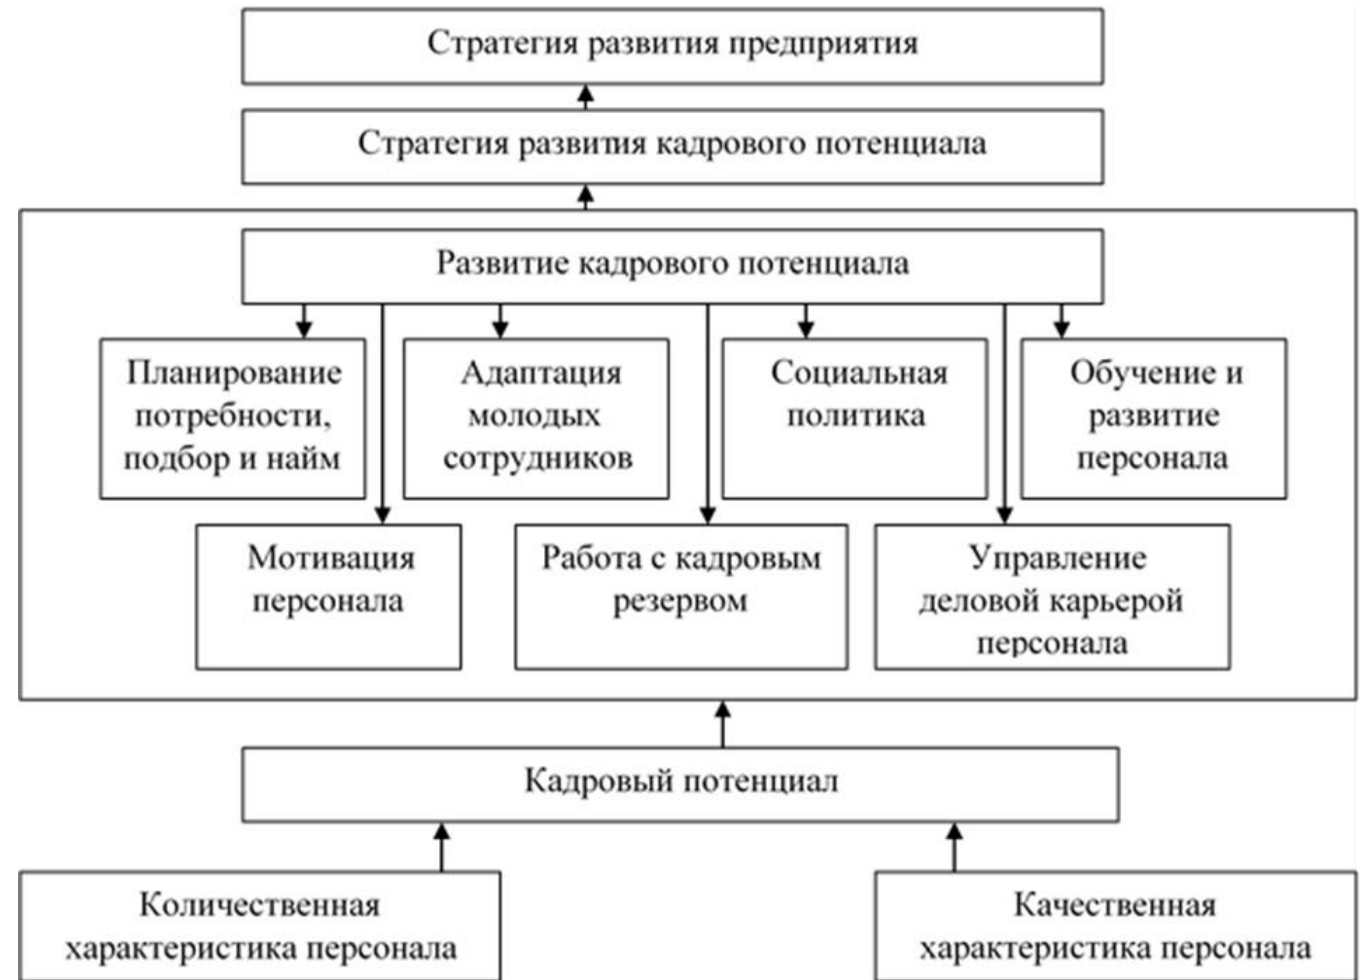 Стратегия развития предприятия
Стратегия развития кадрового потенциала
Развитие кадрового потенциала
Планирование
потребности,
подбор и найм
Адаптация
молодых
сотрудников
Социальная
политика
Обучение и
развитие
персонала
Мотивация
персонала
Работа с кадровым
резервом
Управление
деловой карьерой
персонала
Кадровый потенциал
Количественная
характеристика персонала
Качественная
характеристика персонала